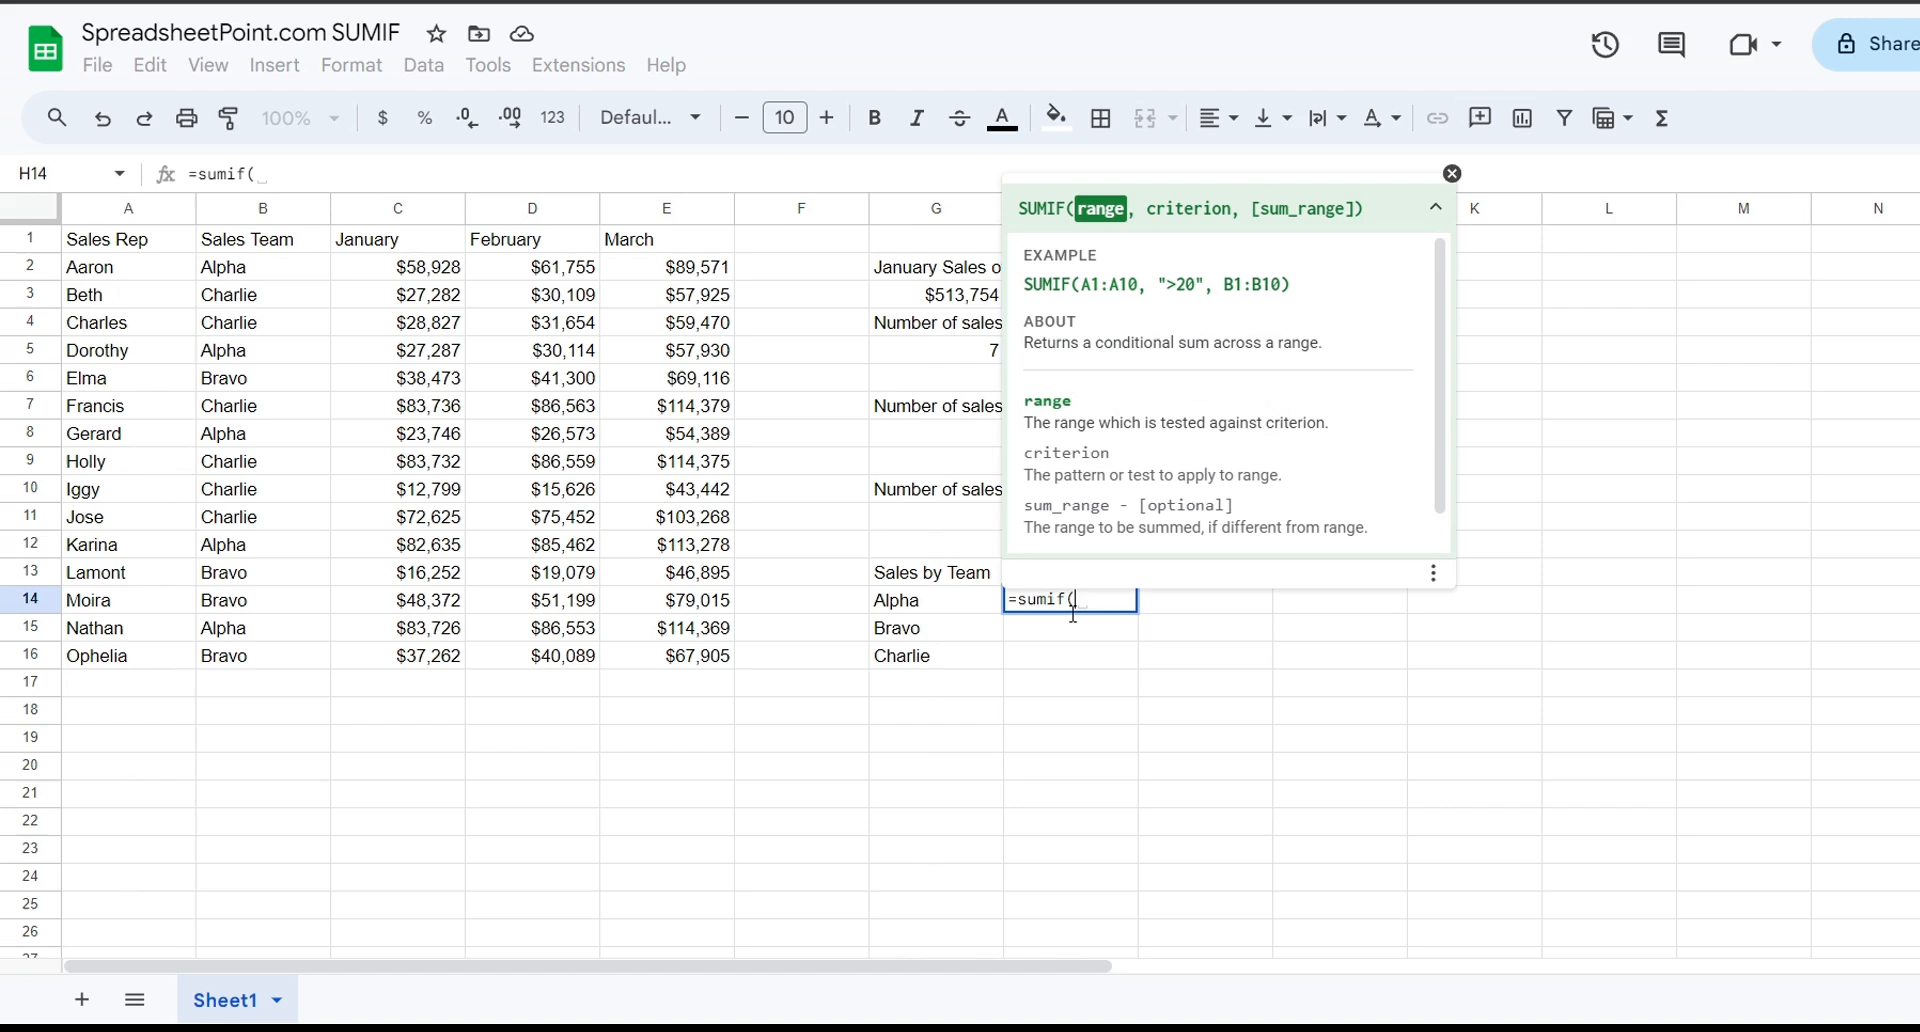 SpreadsheetPoint.com SUMIF
File Edit View Insert Format Data Tools Extensions Help
Share
100% $ % .0 .00 123 Defaul... 10 B I A
H14 fx =sumif(
A B C D E F G K L M N
SUMIF(range, criterion, [sum_range])
EXAMPLE
SUMIF(A1:A10, ">20", B1:B10)
ABOUT
Returns a conditional sum across a range.
range
The range which is tested against criterion.
criterion
The pattern or test to apply to range.
sum_range - [optional]
The range to be summed, if different from range.
1 Sales Rep Sales Team January February March
2 Aaron Alpha $58,928 $61,755 $89,571 January Sales o
3 Beth Charlie $27,282 $30,109 $57,925 $513,754
4 Charles Charlie $28,827 $31,654 $59,470 Number of sales
5 Dorothy Alpha $27,287 $30,114 $57,930 7
6 Elma Bravo $38,473 $41,300 $69,116
7 Francis Charlie $83,736 $86,563 $114,379 Number of sales
8 Gerard Alpha $23,746 $26,573 $54,389
9 Holly Charlie $83,732 $86,559 $114,375
10 Iggy Charlie $12,799 $15,626 $43,442 Number of sales
11 Jose Charlie $72,625 $75,452 $103,268
12 Karina Alpha $82,635 $85,462 $113,278
13 Lamont Bravo $16,252 $19,079 $46,895 Sales by Team
14 Moira Bravo $48,372 $51,199 $79,015 Alpha =sumif(
15 Nathan Alpha $83,726 $86,553 $114,369 Bravo
16 Ophelia Bravo $37,262 $40,089 $67,905 Charlie
17
18
19
20
21
22
23
24
25
26
27
Sheet1